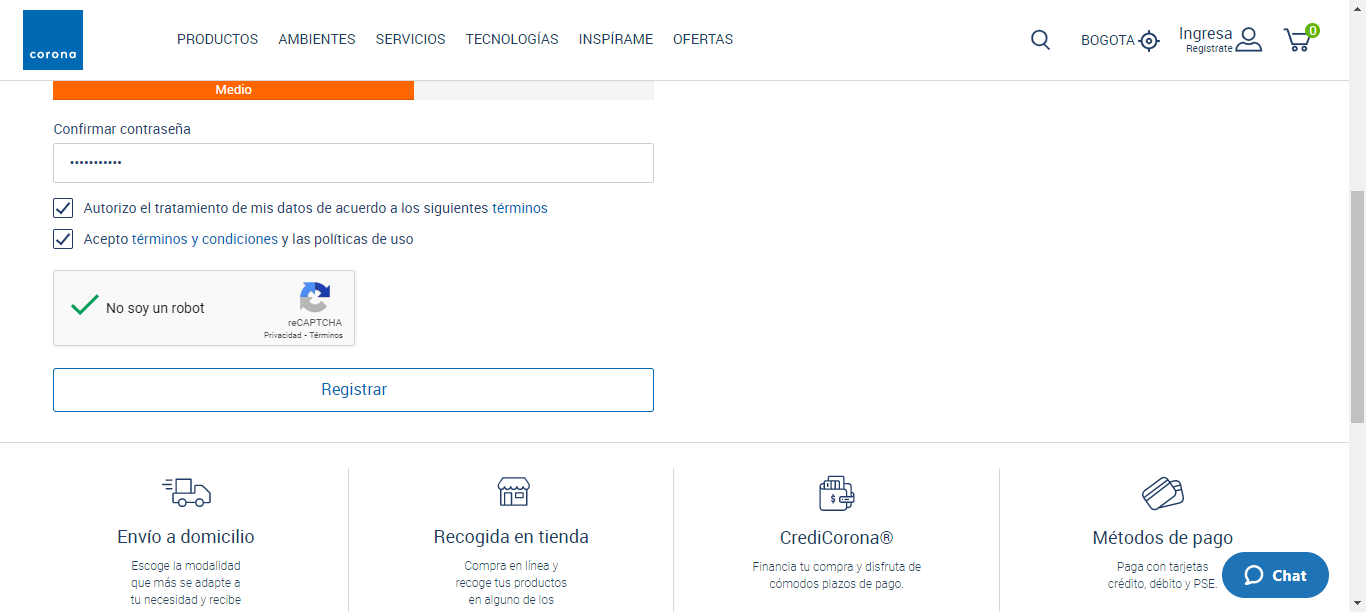 corona
PRODUCTOS AMBIENTES SERVICIOS TECNOLOGÍAS INSPÍRAME OFERTAS
BOGOTA
Ingresa
Regístrate
0
Medio
Confirmar contraseña
•••••••••••
Autorizo el tratamiento de mis datos de acuerdo a los siguientes términos
Acepto términos y condiciones y las políticas de uso
No soy un robot
reCAPTCHA
Privacidad - Términos
Registrar
Envío a domicilio
Escoge la modalidad
que más se adapte a
tu necesidad y recibe
Recogida en tienda
Compra en línea y
recoge tus productos
en alguno de los
CrediCorona®
Financia tu compra y disfruta de
cómodos plazos de pago.
Métodos de pago
Paga con tarjetas
crédito, débito y PSE.
Chat